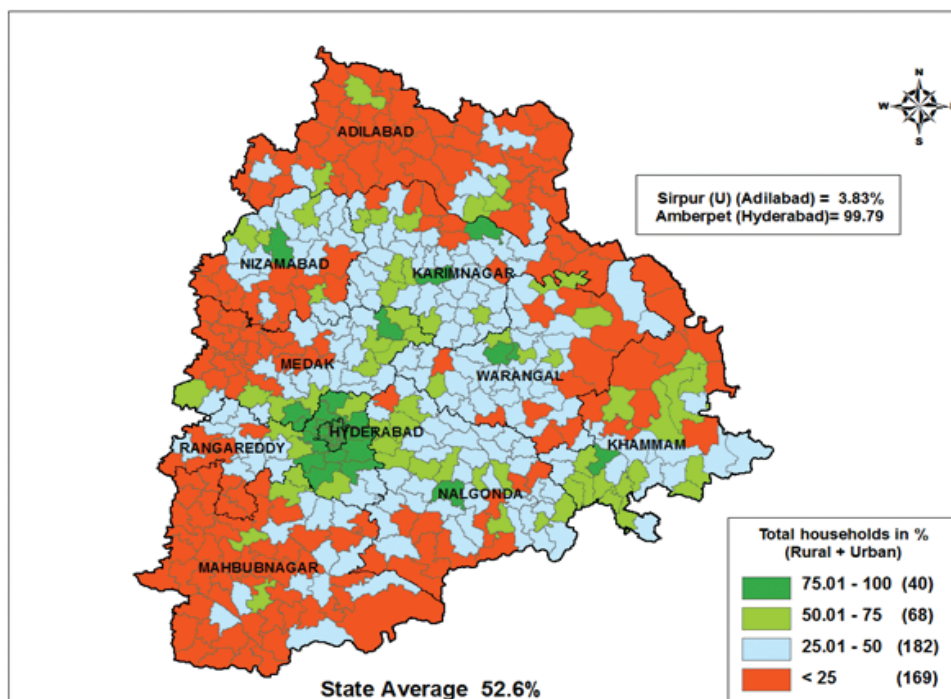 N
W
S
ADILABAD
Sirpur (U) (Adilabad) = 3.83%
Amberpet (Hyderabad)= 99.79
NIZAMABAD
KARIMNAGAR
MEDAK
WARANGAL
HYDERABAD
RANGAREDDY
KHAMMAM
NALGONDA
MAHBUBNAGAR
Total households in %
(Rural + Urban)
75.01 - 100 (40)
50.01 - 75 (68)
25.01 - 50 (182)
< 25 (169)
State Average 52.6%